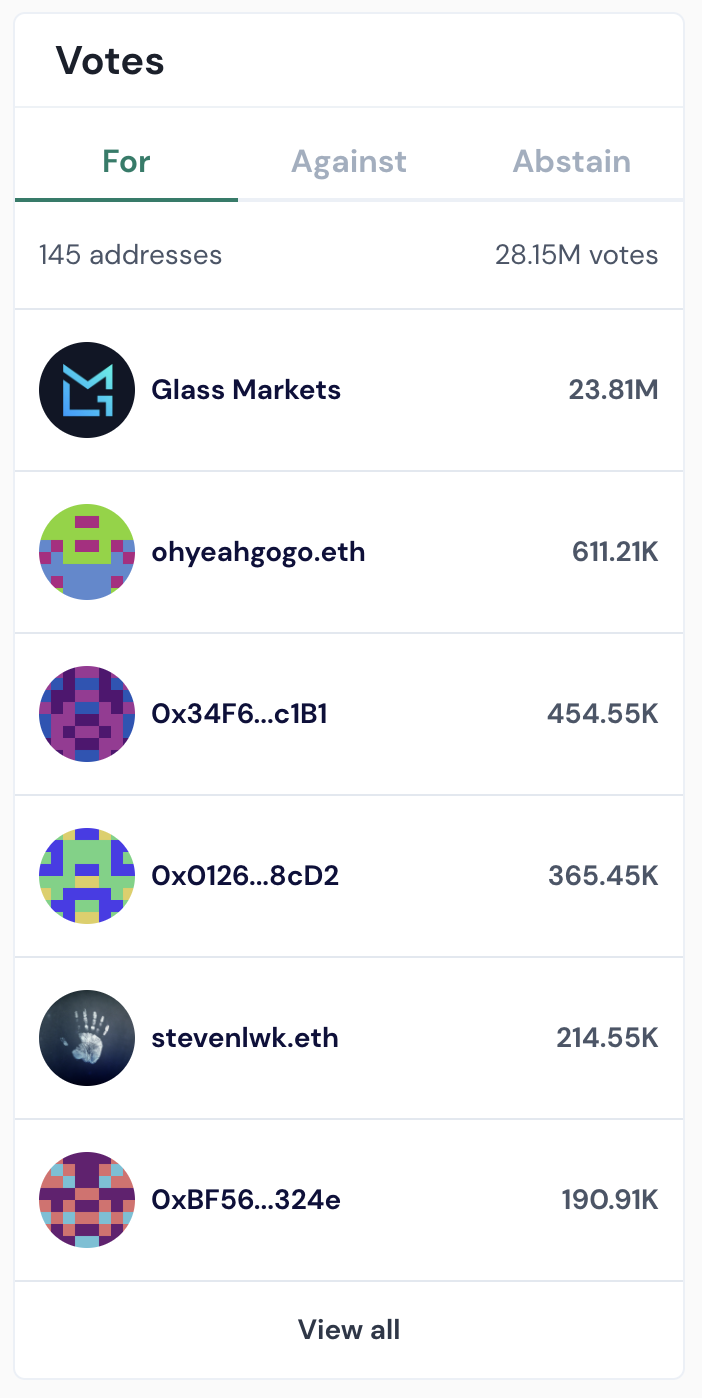 Votes
For Against Abstain
145 addresses 28.15M votes
Glass Markets 23.81M
ohyeahgogo.eth 611.21K
0x34F6...c1B1 454.55K
0x0126...8cD2 365.45K
stevenlwk.eth 214.55K
0xBF56...324e 190.91K
View all